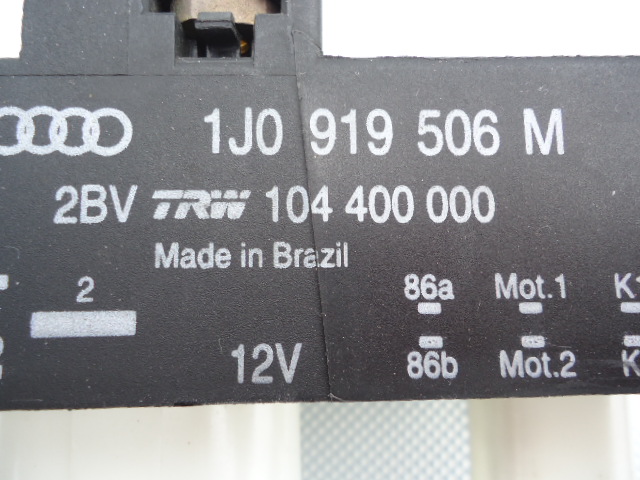 1J0 919 506 M
2BV TRW 104 400 000
Made in Brazil
2
86a Mot.1 K1
12V 86b Mot.2 K